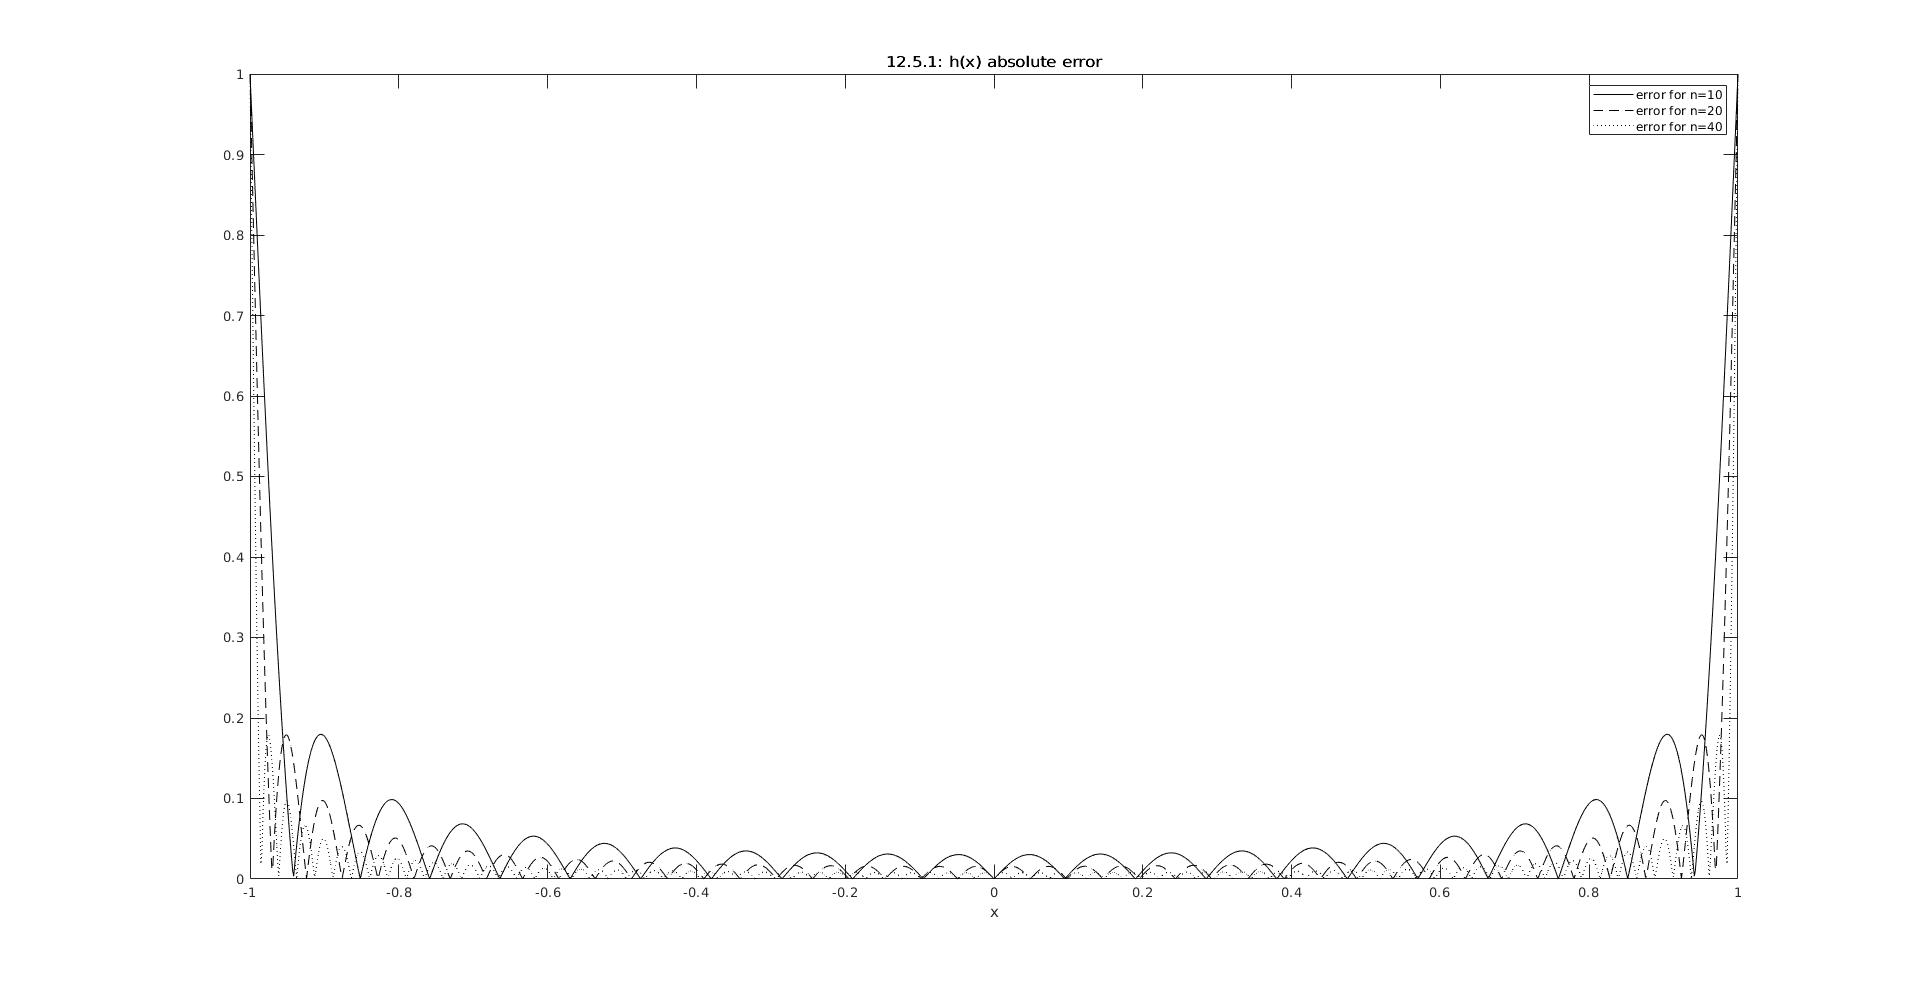 12.5.1: h(x) absolute error
error for n=10
error for n=20
error for n=40
1
0.9
0.8
0.7
0.6
0.5
0.4
0.3
0.2
0.1
0
-1 -0.8 -0.6 -0.4 -0.2 0 0.2 0.4 0.6 0.8 1
x